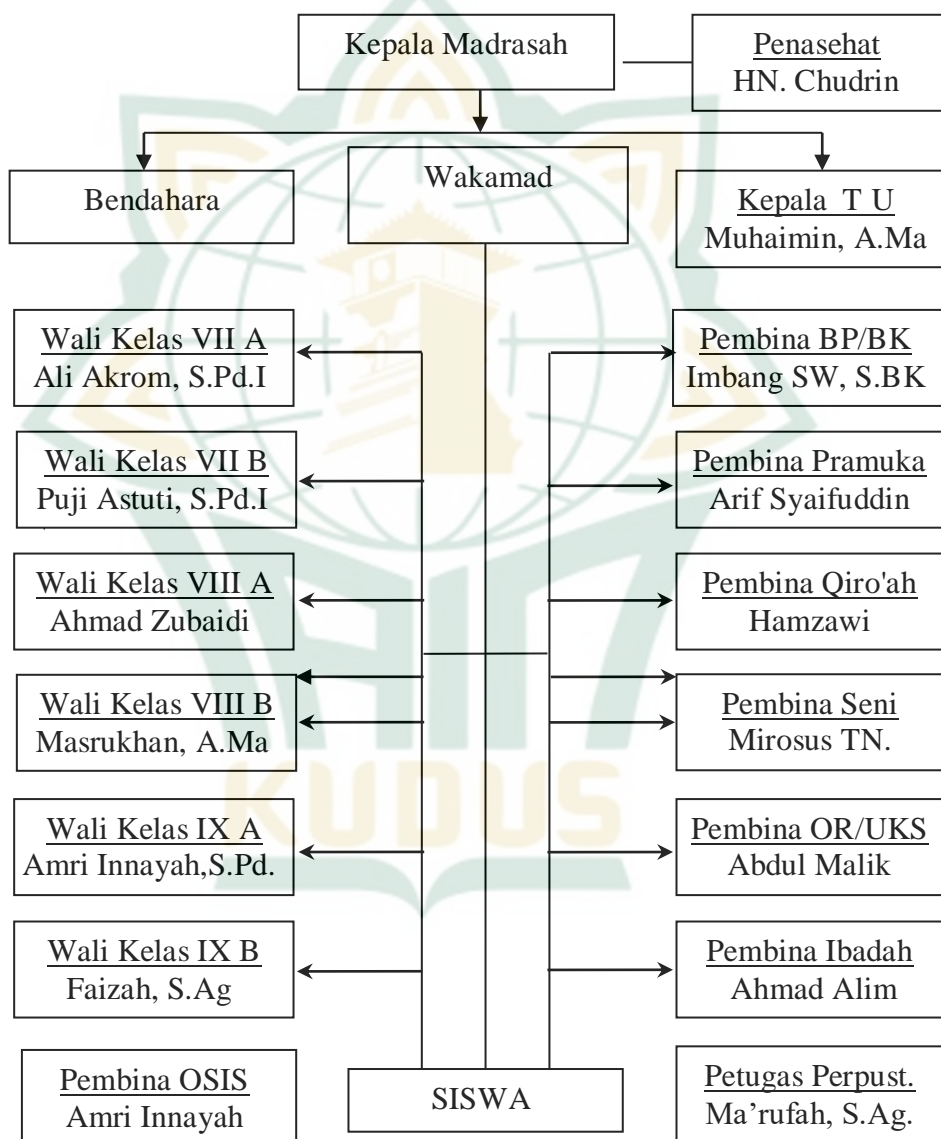 Kepala Madrasah
Penasehat
HN. Chudrin
Bendahara
Wakamad
Kepala T U
Muhaimin, A.Ma
Wali Kelas VII A
Ali Akrom, S.Pd.I
Pembina BP/BK
Imbang SW, S.BK
Wali Kelas VII B
Puji Astuti, S.Pd.I
Pembina Pramuka
Arif Syaifuddin
Wali Kelas VIII A
Ahmad Zubaidi
Pembina Qiro'ah
Hamzawi
Wali Kelas VIII B
Masrukhan, A.Ma
Pembina Seni
Mirosus TN.
Wali Kelas IX A
Amri Innayah,S.Pd.
Pembina OR/UKS
Abdul Malik
Wali Kelas IX B
Faizah, S.Ag
Pembina Ibadah
Ahmad Alim
Pembina OSIS
Amri Innayah
SISWA
Petugas Perpust.
Ma’rufah, S.Ag.
IAIN
KUDUS